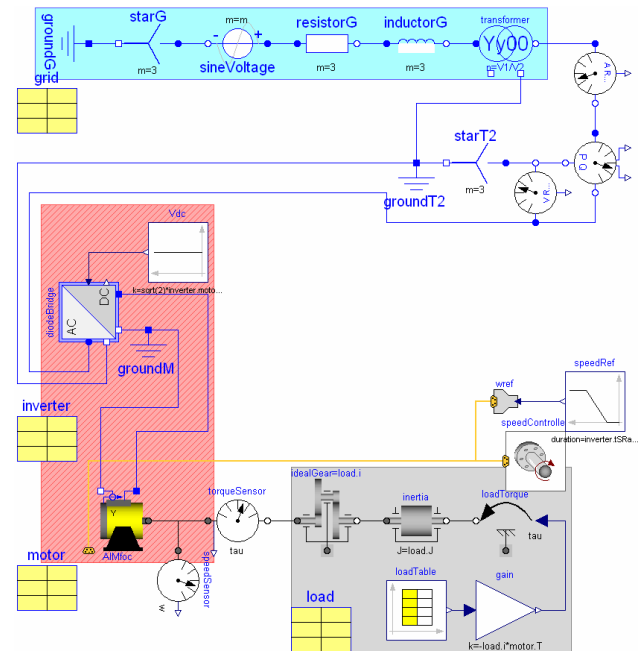 groundG
starG
m=3
-
m=m
+
sineVoltage
resistorG
m=3
inductorG
m=3
transformer
Yy00
n=V1/V2
grid
A R...
P Q
V R...
starT2
m=3
groundT2
Vdc
k=sqrt(2)*inverter.moto...
diodeBridge
DC
AC
groundM
inverter
speedRef
wref
duration=inverter.tSRa...
speedControlle
idealGear=load.i
inertia
J=load.J
loadTorque
tau
torqueSensor
tau
Y
AIMfoc
speedSensor
w
motor
load
loadTable
gain
k=-load.i*motor.T